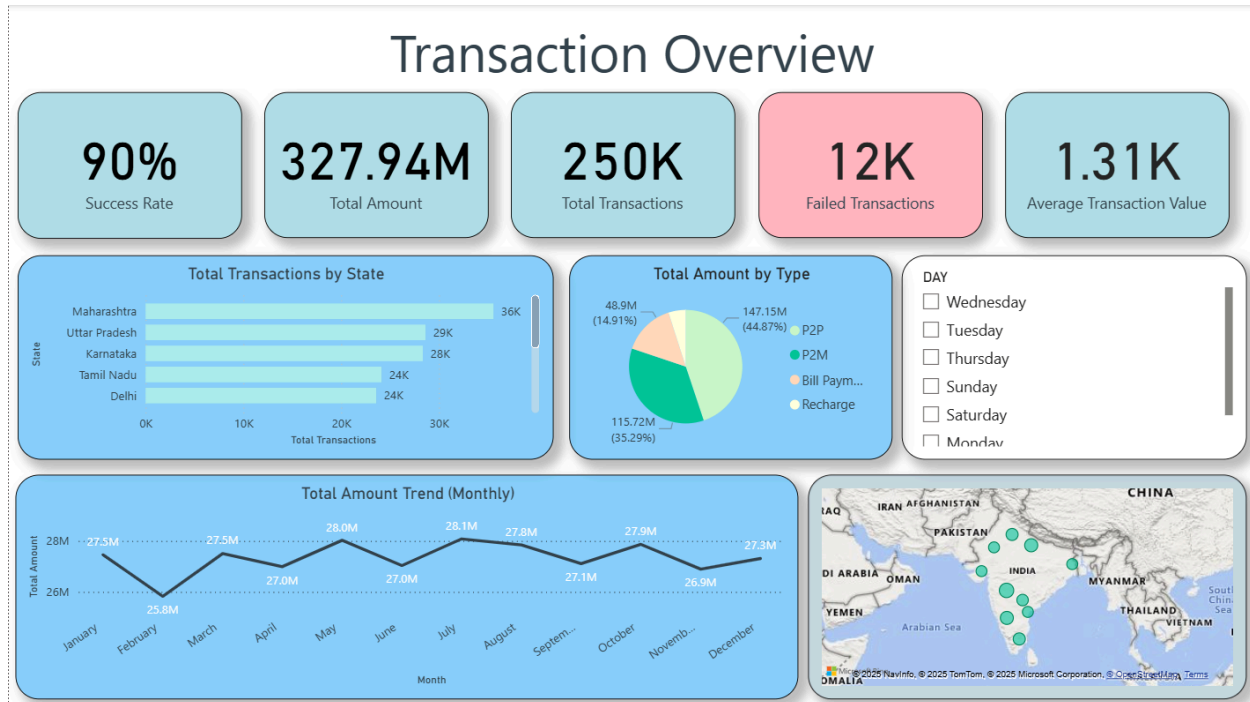 Transaction Overview
90%
Success Rate
327.94M
Total Amount
250K
Total Transactions
12K
Failed Transactions
1.31K
Average Transaction Value
Total Transactions by State
State
Maharashtra
36K
Uttar Pradesh
29K
Karnataka
28K
Tamil Nadu
24K
Delhi
24K
0K
10K
20K
30K
Total Transactions
Total Amount by Type
48.9M
(14.91%)
147.15M
(44.87%)
115.72M
(35.29%)
P2P
P2M
Bill Paym...
Recharge
DAY
Wednesday
Tuesday
Thursday
Sunday
Saturday
Monday
Total Amount Trend (Monthly)
Total Amount
28M
26M
27.5M
25.8M
27.5M
27.0M
28.0M
27.0M
28.1M
27.8M
27.1M
27.9M
26.9M
27.3M
January
February
March
April
May
June
July
August
Septem...
October
Novemb...
December
Month
CHINA
RAQ
IRAN
AFGHANISTAN
PAKISTAN
DI ARABIA
OMAN
INDIA
MYANMAR
YEMEN
THAILAND
VIETNAM
Arabian Sea
South
China
Sea
OMALIA
© 2025 NavInfo, © 2025 TomTom, © 2025 Microsoft Corporation, © OpenStreetMap, Terms